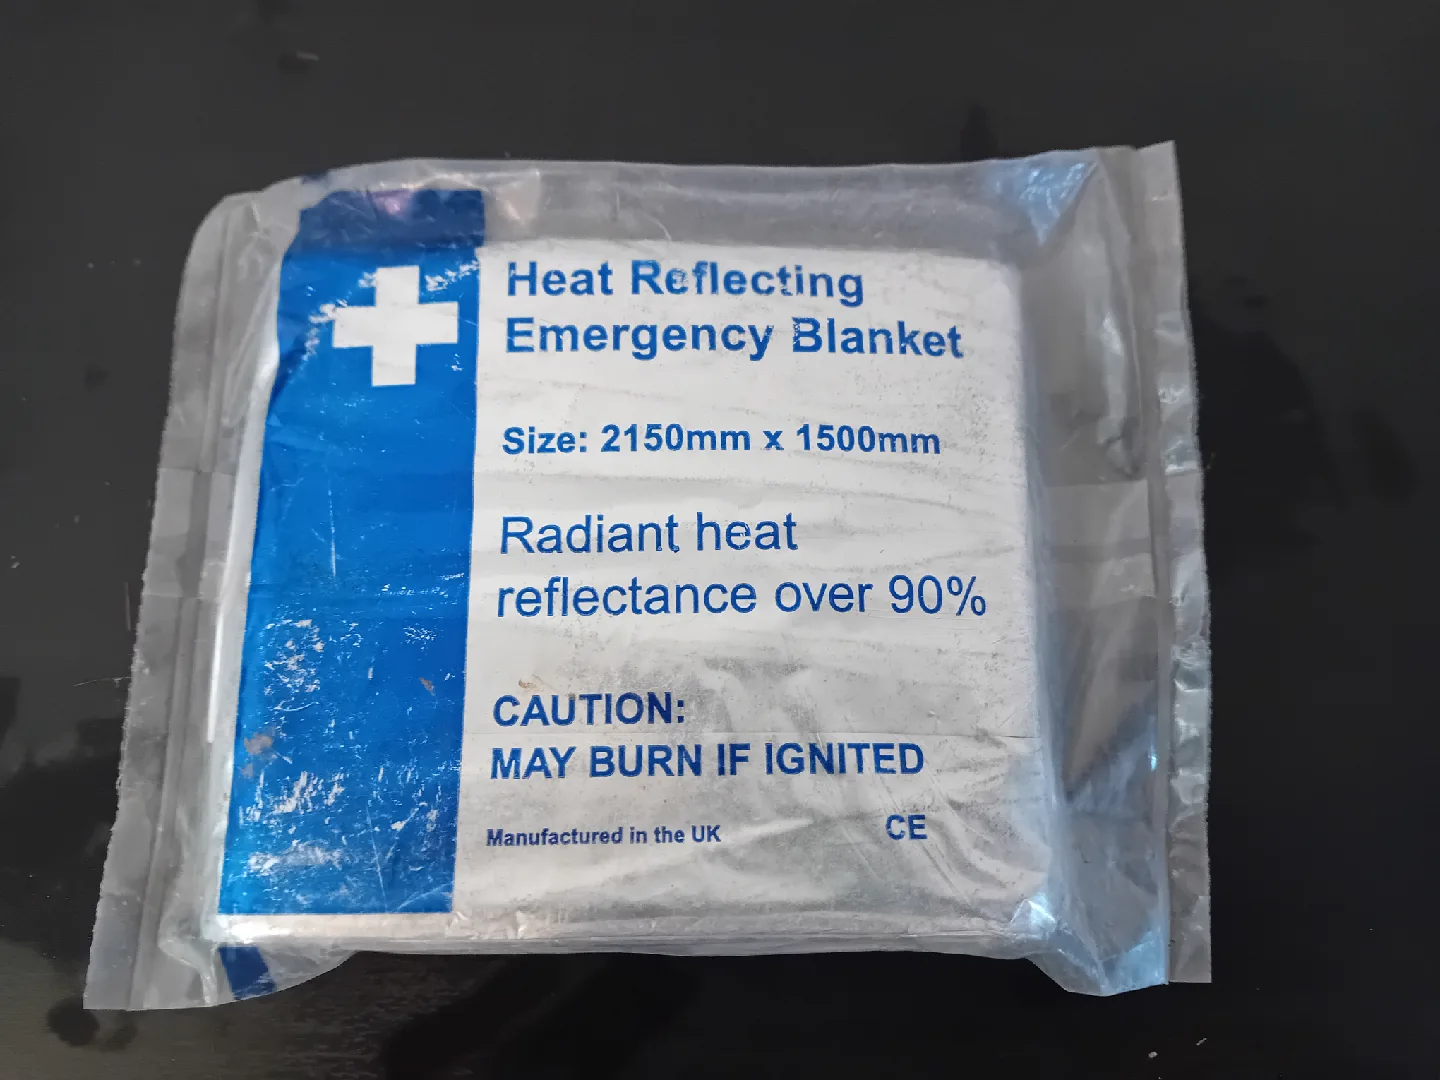 Heat Reflecting
Emergency Blanket
Size: 2150mm x 1500mm
Radiant heat
reflectance over 90%
CAUTION:
MAY BURN IF IGNITED
Manufactured in the UK
CE